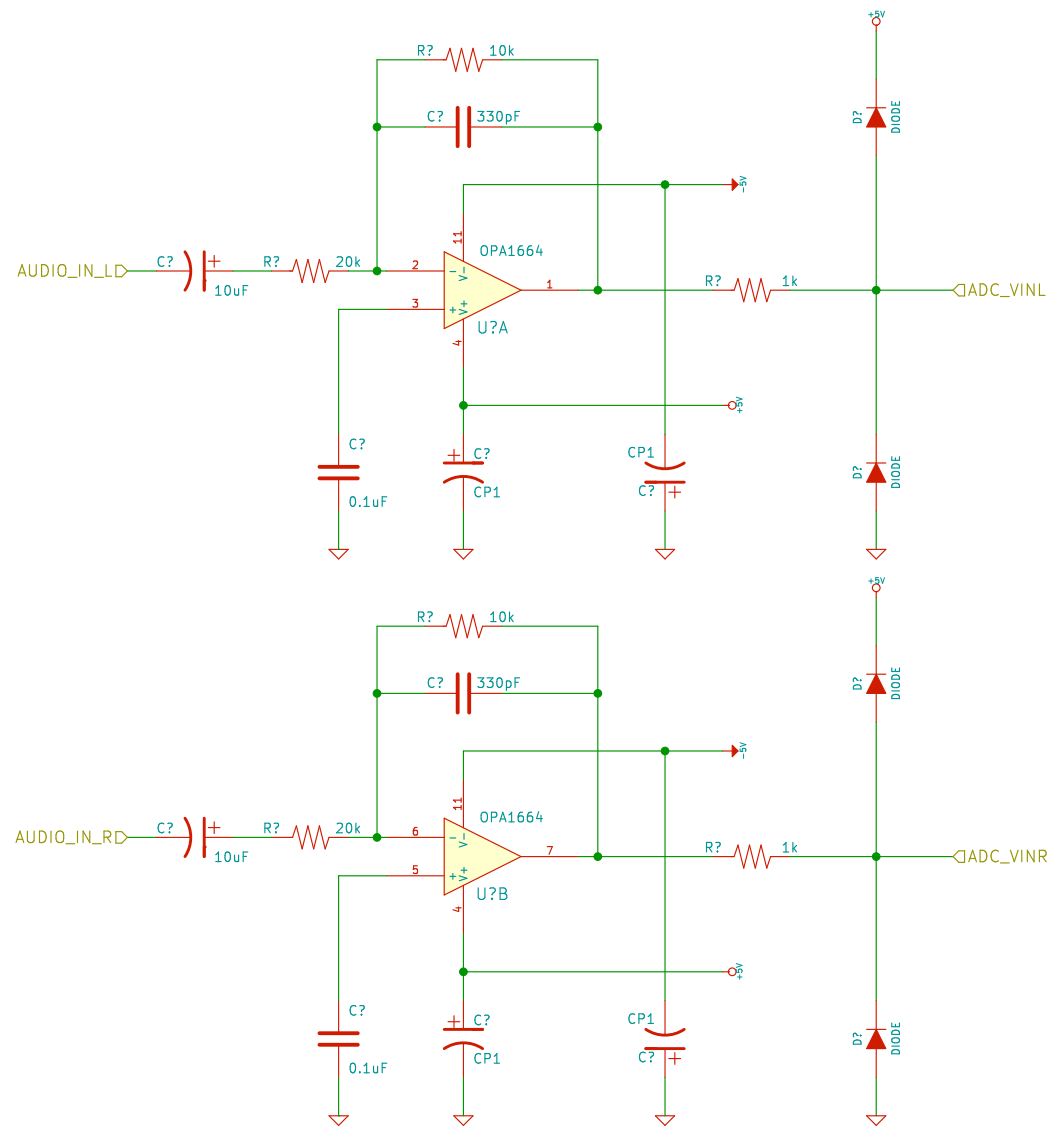 +5V
R? 10k
C? 330pF
D? DIODE
-5V
11
OPA1664
AUDIO_IN_L C? + 10uF R? 20k 2 - V-
1 R? 1k ADC_VINL
3 + V+
U?A
4
+5V
C? 0.1uF
+ C? CP1
CP1 C? +
D? DIODE
+5V
R? 10k
C? 330pF
D? DIODE
-5V
11
OPA1664
AUDIO_IN_R C? + 10uF R? 20k 6 - V-
7 R? 1k ADC_VINR
5 + V+
U?B
4
+5V
C? 0.1uF
+ C? CP1
CP1 C? +
D? DIODE